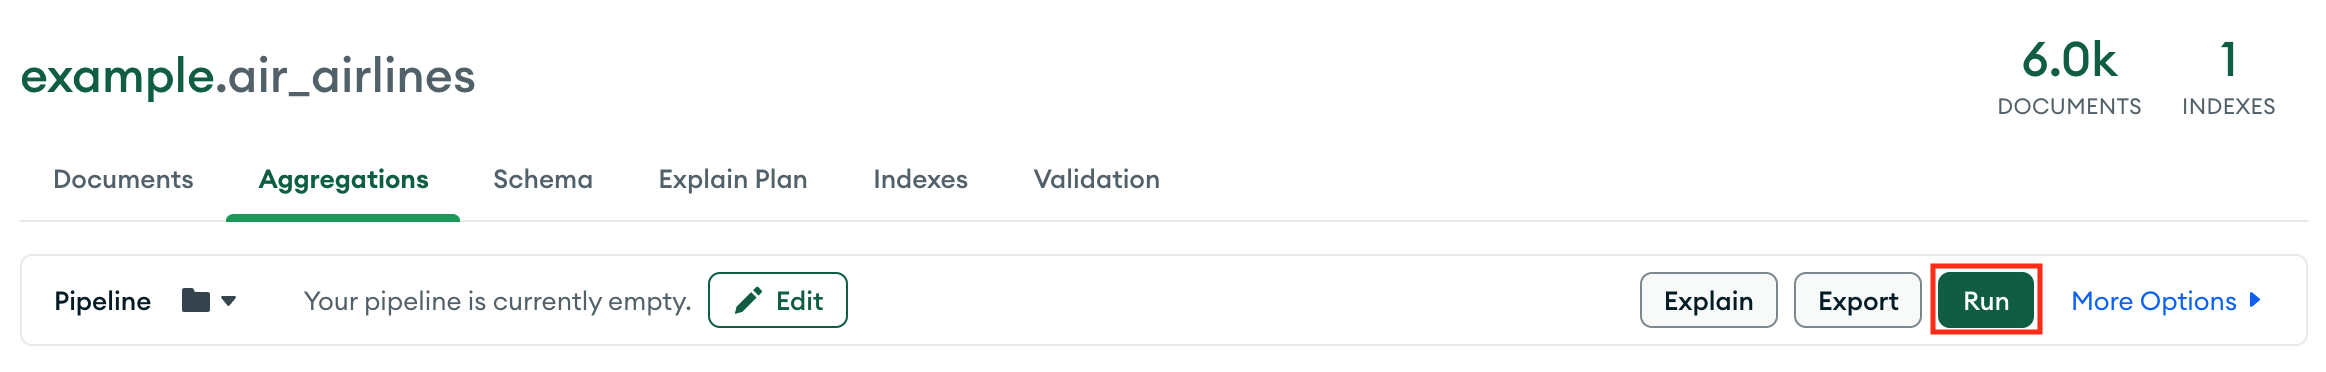 example.air_airlines
6.0k
DOCUMENTS
1
INDEXES
Documents Aggregations Schema Explain Plan Indexes Validation
Pipeline Your pipeline is currently empty. Edit Explain Export Run More Options